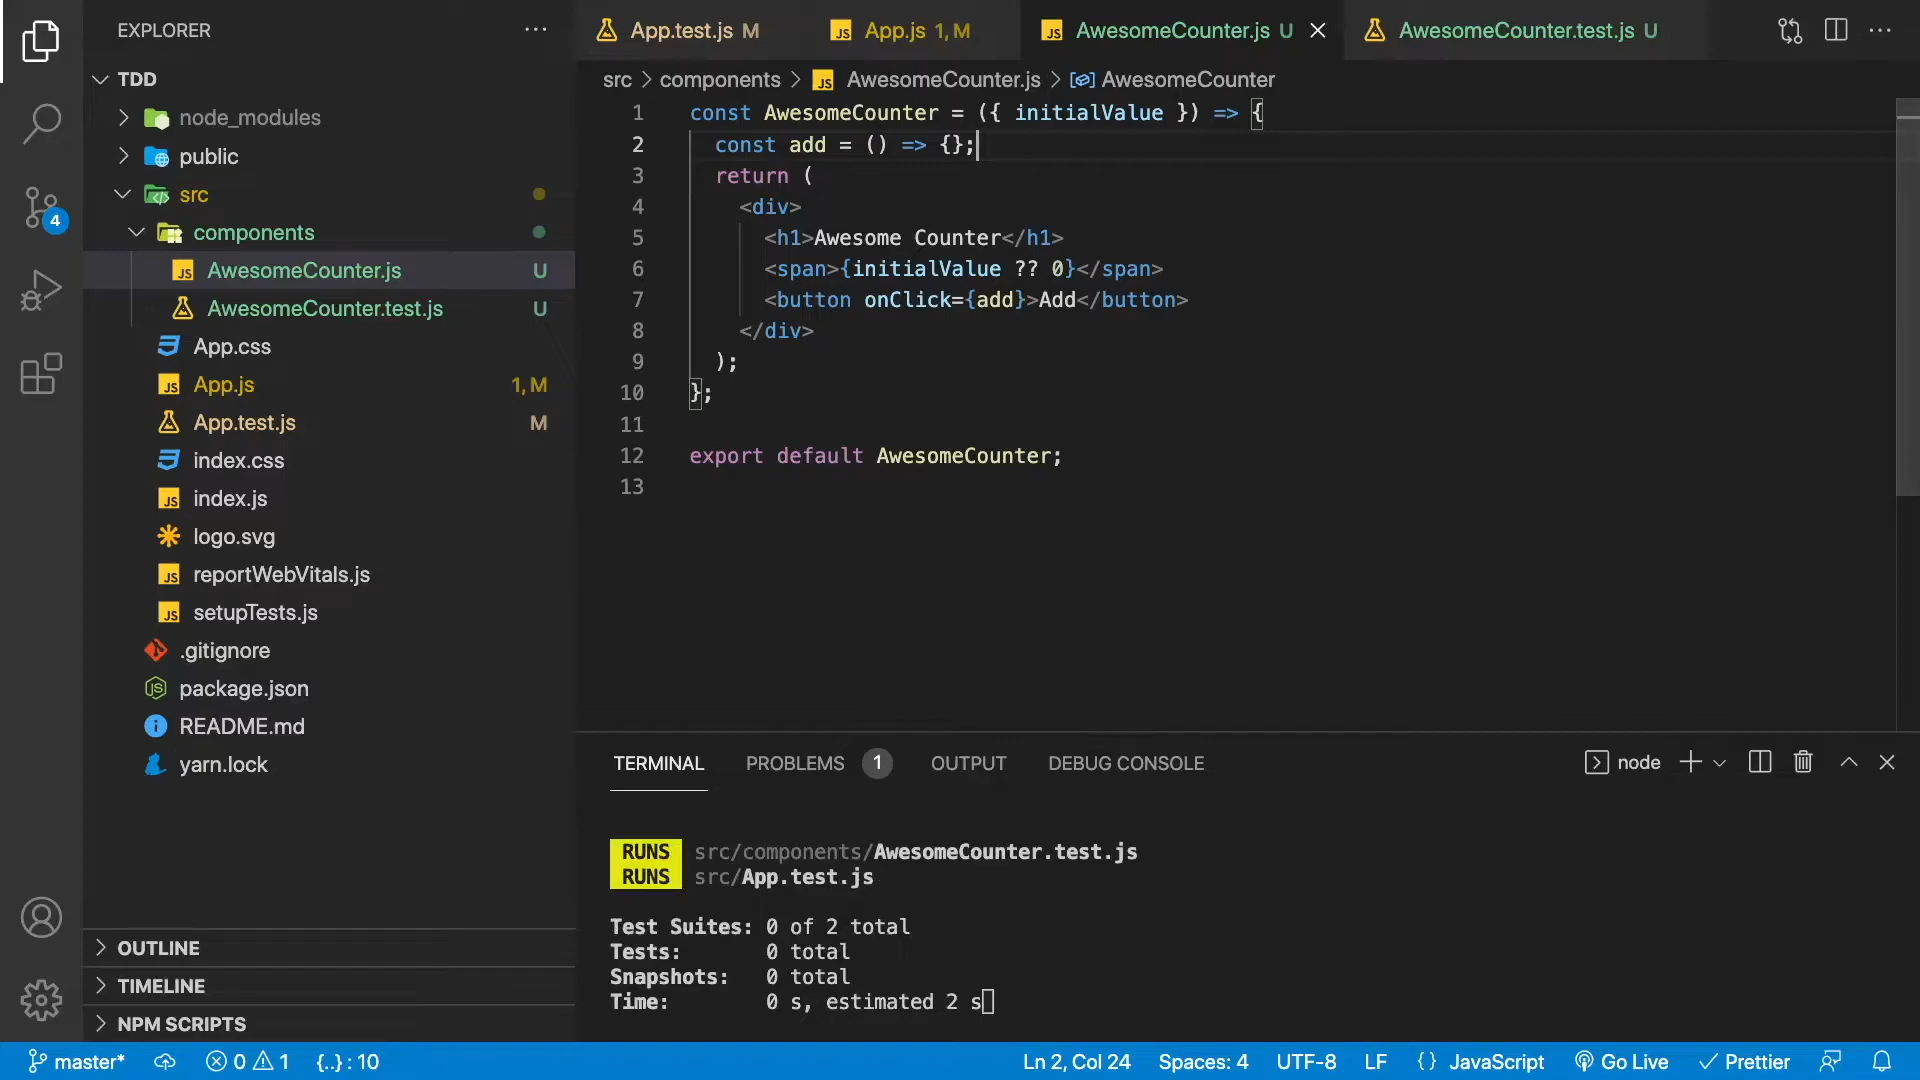 EXPLORER
TDD
node_modules
public
src
components
AwesomeCounter.js U
AwesomeCounter.test.js U
App.css
App.js 1, M
App.test.js M
index.css
index.js
logo.svg
reportWebVitals.js
setupTests.js
.gitignore
package.json
README.md
yarn.lock
OUTLINE
TIMELINE
NPM SCRIPTS
4
App.test.js M
App.js 1, M
AwesomeCounter.js U
AwesomeCounter.test.js U
src > components > JS AwesomeCounter.js > AwesomeCounter
1 const AwesomeCounter = ({ initialValue }) => {
2 const add = () => {};
3 return (
4 <div>
5 <h1>Awesome Counter</h1>
6 <span>{initialValue ?? 0}</span>
7 <button onClick={add}>Add</button>
8 </div>
9 );
10 };
11
12 export default AwesomeCounter;
13
TERMINAL PROBLEMS 1 OUTPUT DEBUG CONSOLE
node
RUNS src/components/AwesomeCounter.test.js
RUNS src/App.test.js
Test Suites: 0 of 2 total
Tests: 0 total
Snapshots: 0 total
Time: 0 s, estimated 2 s
master* 0 1 {..} : 10
Ln 2, Col 24 Spaces: 4 UTF-8 LF {} JavaScript Go Live Prettier